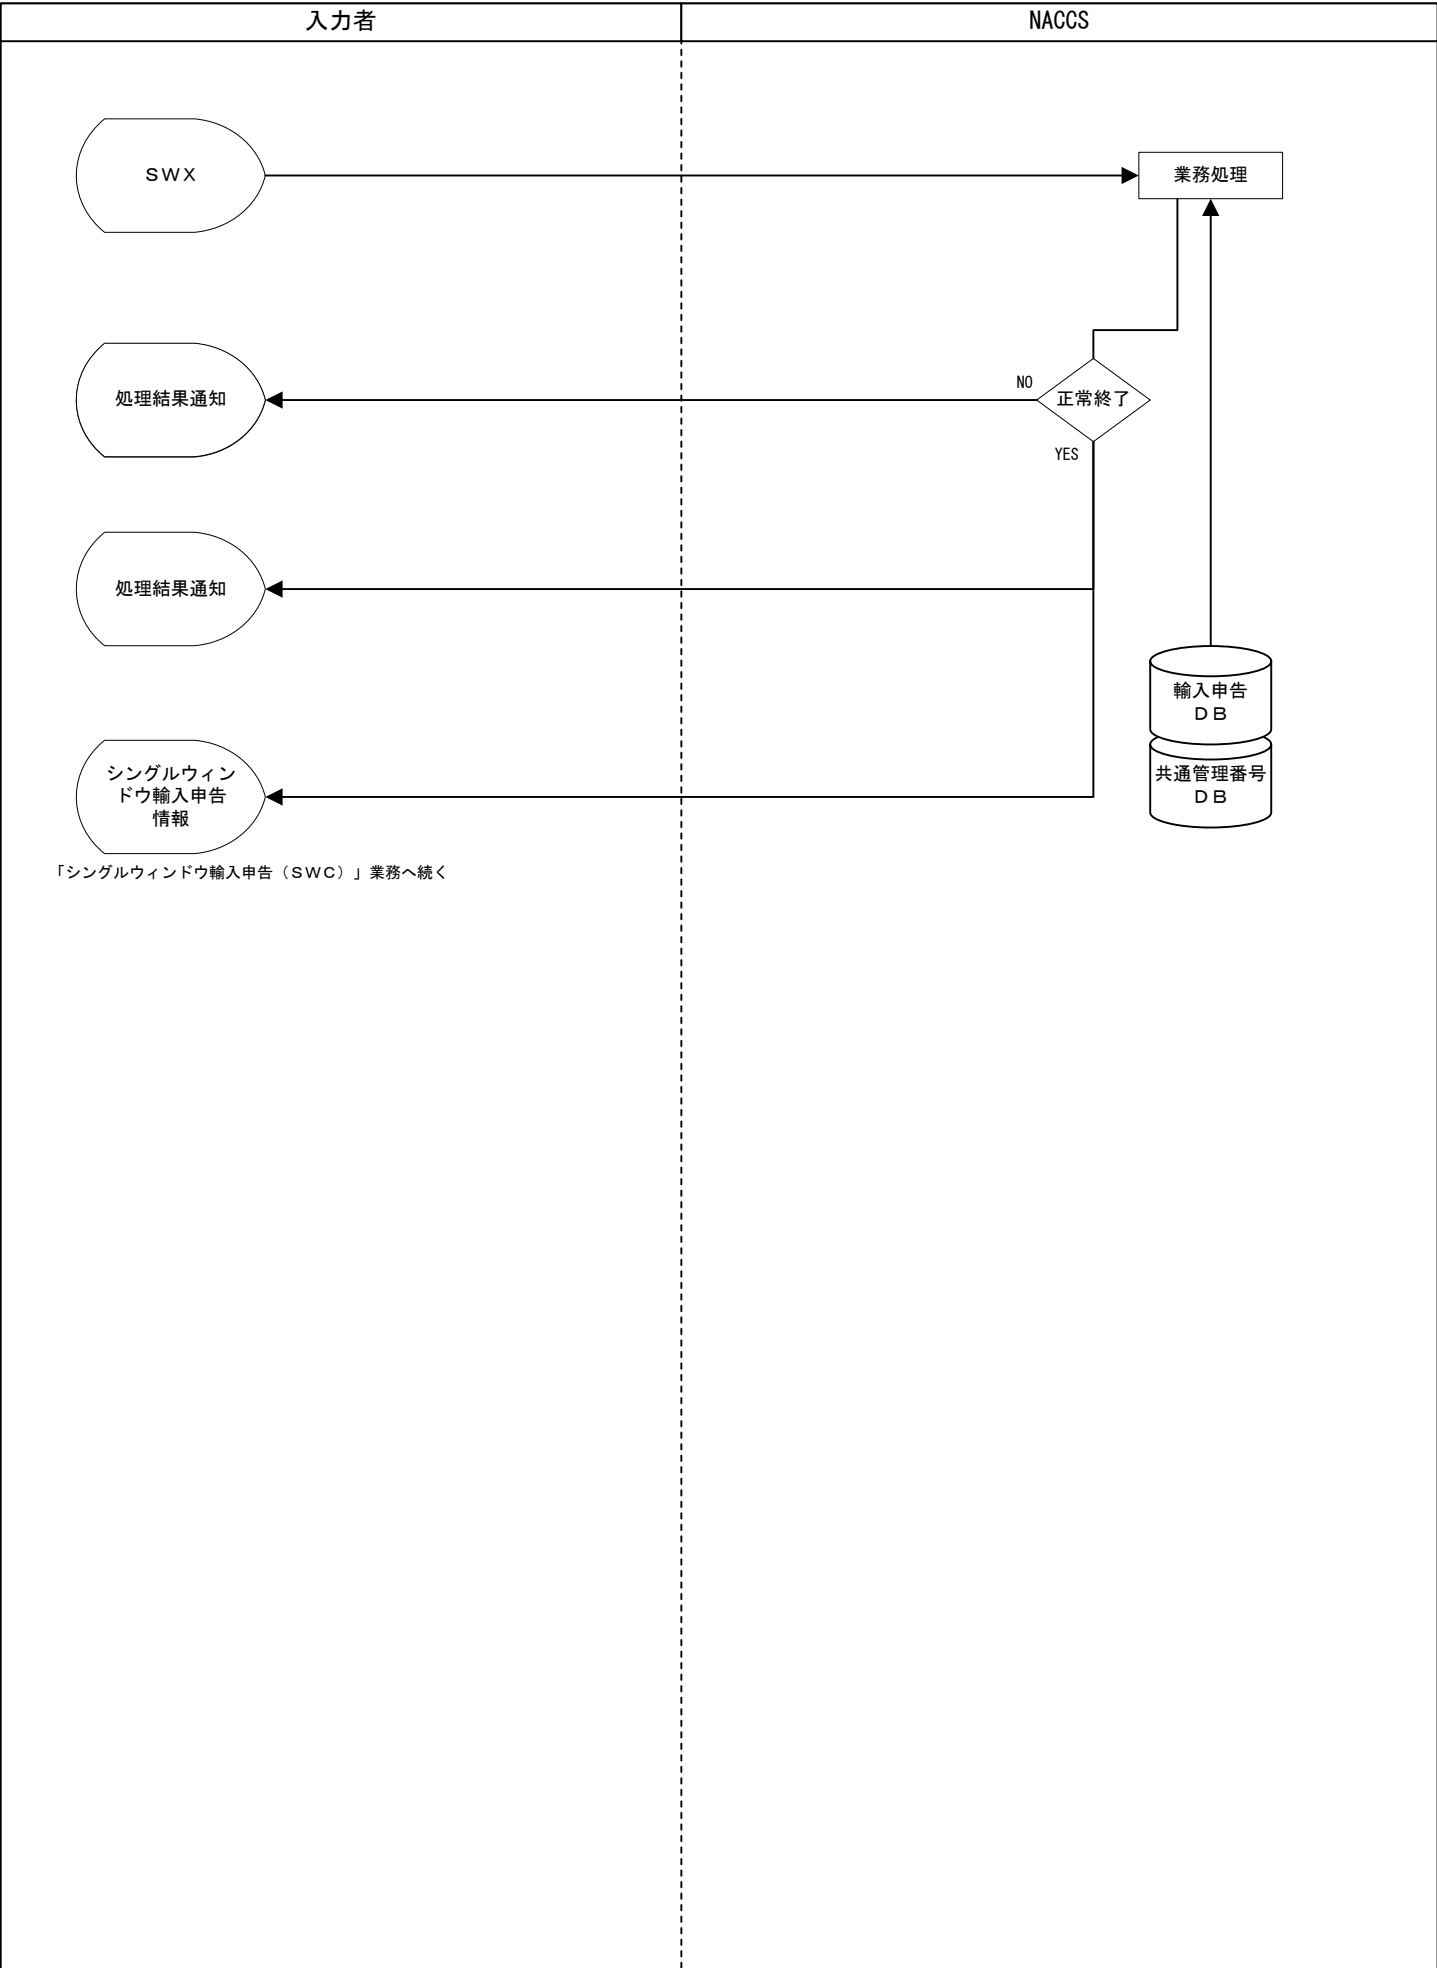 入力者
NACCS
ＳＷＸ
業務処理
処理結果通知
NO
正常終了
YES
処理結果通知
輸入申告
ＤＢ
共通管理番号
ＤＢ
シングルウィン
ドウ輸入申告
情報
「シングルウィンドウ輸入申告（ＳＷＣ）」業務へ続く